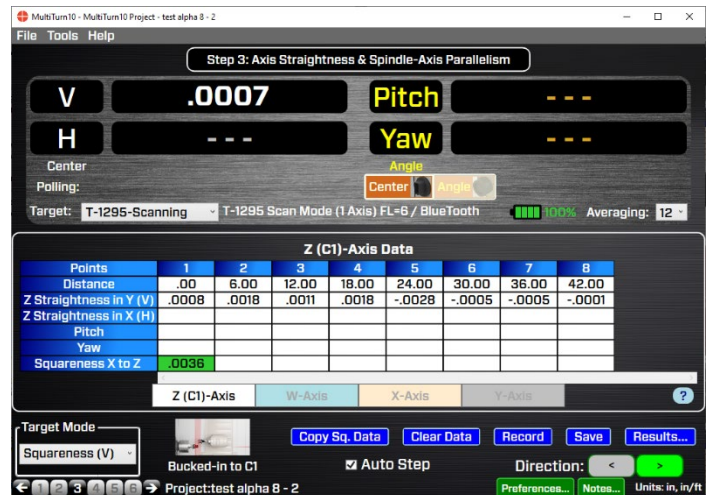 MultiTurn10 - MultiTurn10 Project - test alpha 8 - 2
File Tools Help
Step 3: Axis Straightness & Spindle-Axis Parallelism
V .0007 Pitch - - -
H - - - Yaw - - -
Center Angle
Polling: Center Angle
Target: T-1295-Scanning T-1295 Scan Mode (1 Axis) FL=6 / BlueTooth 100% Averaging: 12
Z (C1)-Axis Data
Points 1 2 3 4 5 6 7 8
Distance .00 6.00 12.00 18.00 24.00 30.00 36.00 42.00
Z Straightness in Y (V) .0008 .0018 .0011 .0018 -.0028 -.0005 -.0005 -.0001
Z Straightness in X (H)
Pitch
Yaw
Squareness X to Z .0036
Z (C1)-Axis W-Axis X-Axis Y-Axis ?
Target Mode
Squareness (V)
Copy Sq. Data Clear Data Record Save Results...
Bucked-in to C1 Auto Step Direction: < >
1 2 3 4 5 6 Project:test alpha 8 - 2 Preferences... Notes... Units: in, in/ft